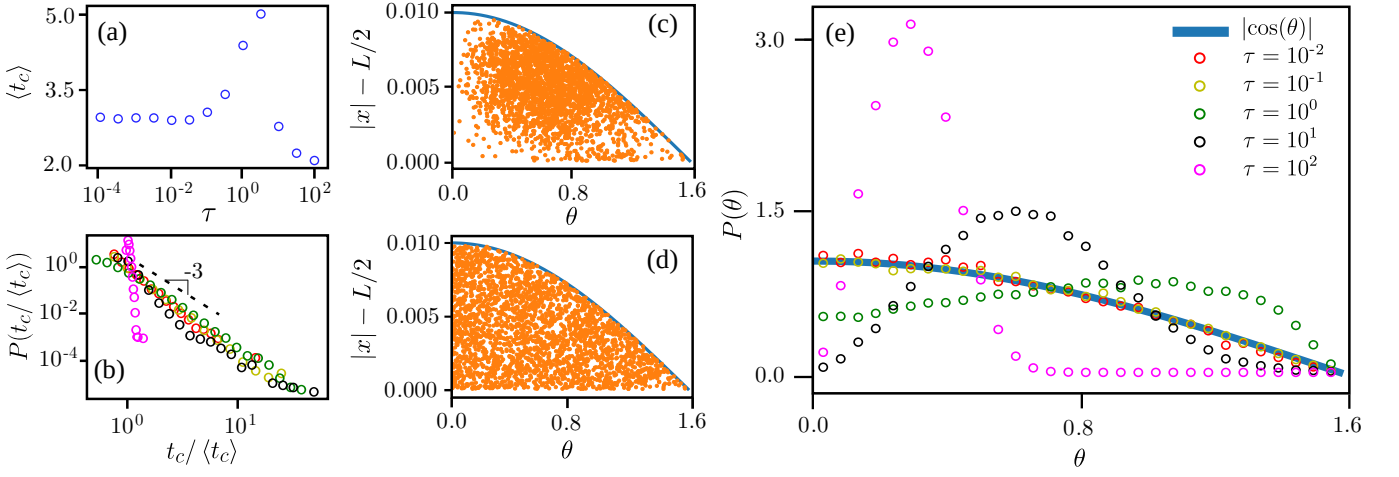 (a)
5.0
3.5
2.0
⟨t_c⟩
10^-4
10^-2
10^0
10^2
τ
(b)
10^0
10^-2
10^-4
P(t_c/ ⟨t_c⟩)
-3
10^0
10^1
t_c/ ⟨t_c⟩
(c)
0.010
0.005
0.000
|x| − L/2
0.0
0.8
1.6
θ
(d)
0.010
0.005
0.000
|x| − L/2
0.0
0.8
1.6
θ
(e)
3.0
1.5
0.0
P(θ)
0.0
0.8
1.6
θ
|cos(θ)|
τ = 10^-2
τ = 10^-1
τ = 10^0
τ = 10^1
τ = 10^2